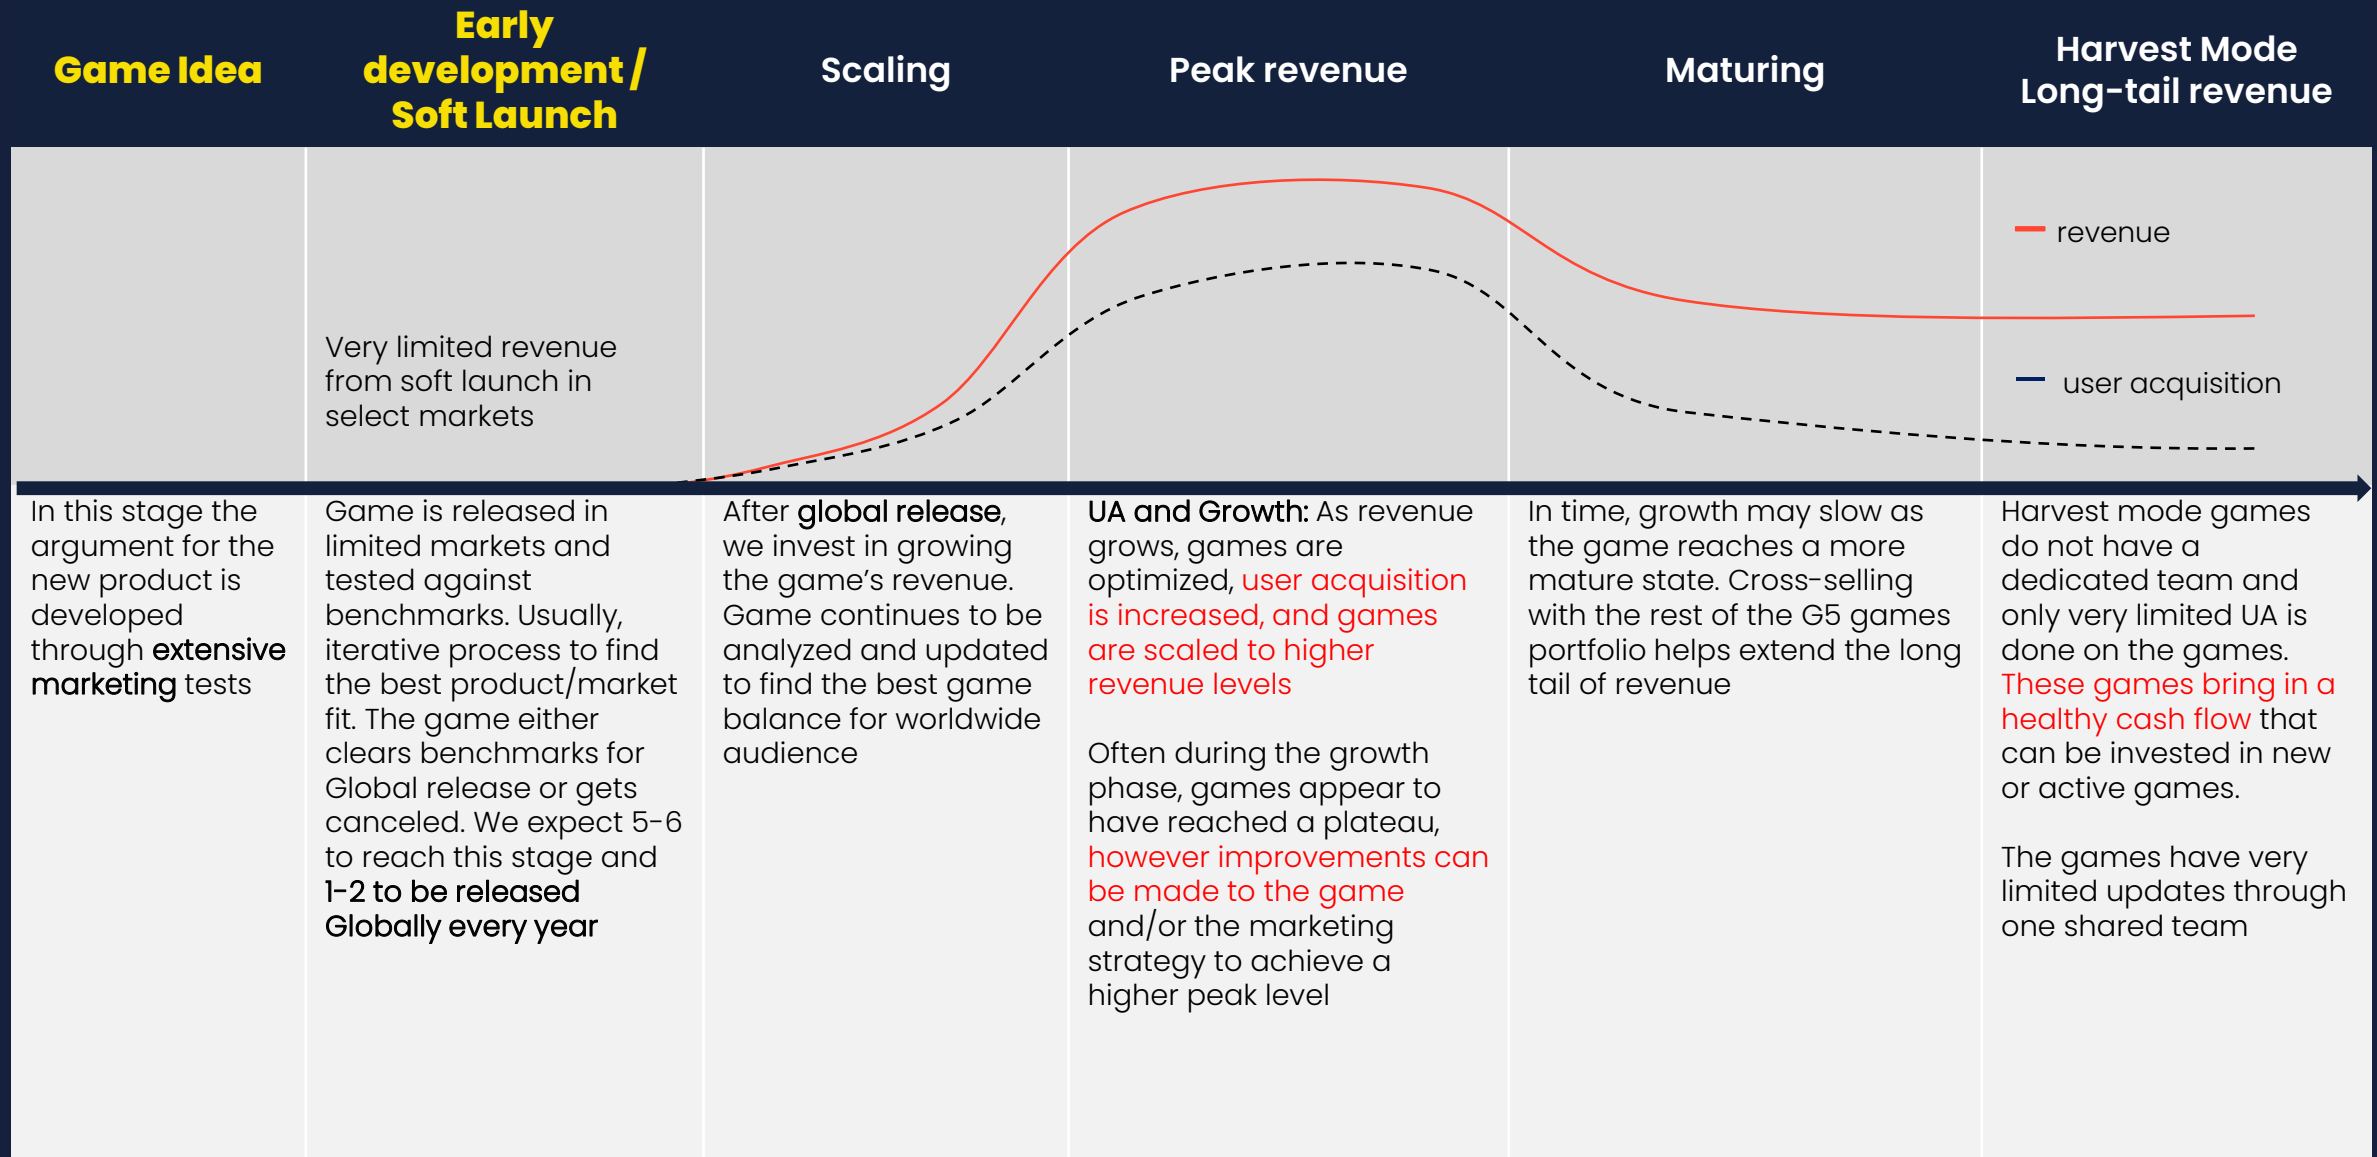 Game Idea
Early
development /
Soft Launch
Scaling
Peak revenue
Maturing
Harvest Mode
Long-tail revenue
Very limited revenue
from soft launch in
select markets
revenue
user acquisition
In this stage the
argument for the
new product is
developed
through extensive
marketing tests
Game is released in
limited markets and
tested against
benchmarks. Usually,
iterative process to find
the best product/market
fit. The game either
clears benchmarks for
Global release or gets
canceled. We expect 5-6
to reach this stage and
1-2 to be released
Globally every year
After global release,
we invest in growing
the game’s revenue.
Game continues to be
analyzed and updated
to find the best game
balance for worldwide
audience
UA and Growth: As revenue
grows, games are
optimized, user acquisition
is increased, and games
are scaled to higher
revenue levels
Often during the growth
phase, games appear to
have reached a plateau,
however improvements can
be made to the game
and/or the marketing
strategy to achieve a
higher peak level
In time, growth may slow as
the game reaches a more
mature state. Cross-selling
with the rest of the G5 games
portfolio helps extend the long
tail of revenue
Harvest mode games
do not have a
dedicated team and
only very limited UA is
done on the games.
These games bring in a
healthy cash flow that
can be invested in new
or active games.
The games have very
limited updates through
one shared team